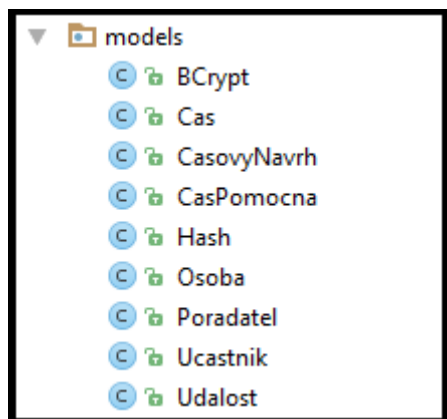 models
C BCrypt
C Cas
C CasovyNavrh
C CasPomocna
C Hash
C Osoba
C Poradatel
C Ucastnik
C Udalost